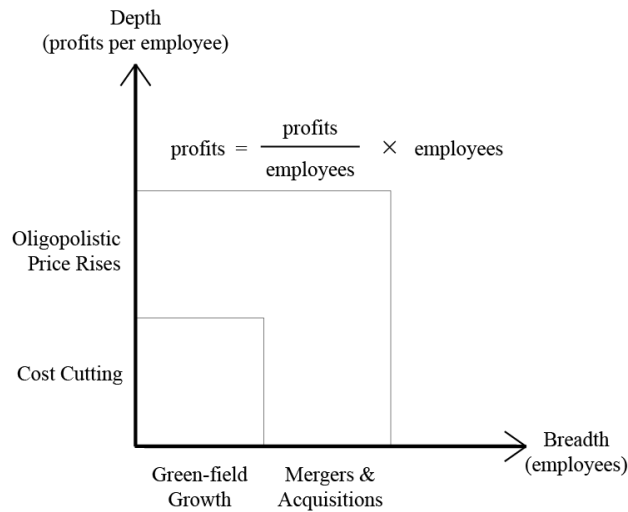 Depth
(profits per employee)
profits = profits / employees × employees
Oligopolistic
Price Rises
Cost Cutting
Breadth
(employees)
Green-field
Growth
Mergers &
Acquisitions